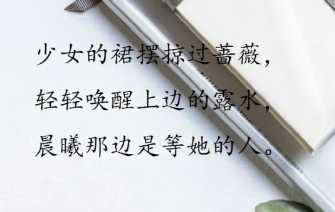 少女的裙摆掠过蔷薇，
轻轻唤醒上边的露水，
晨曦那边是等她的人。